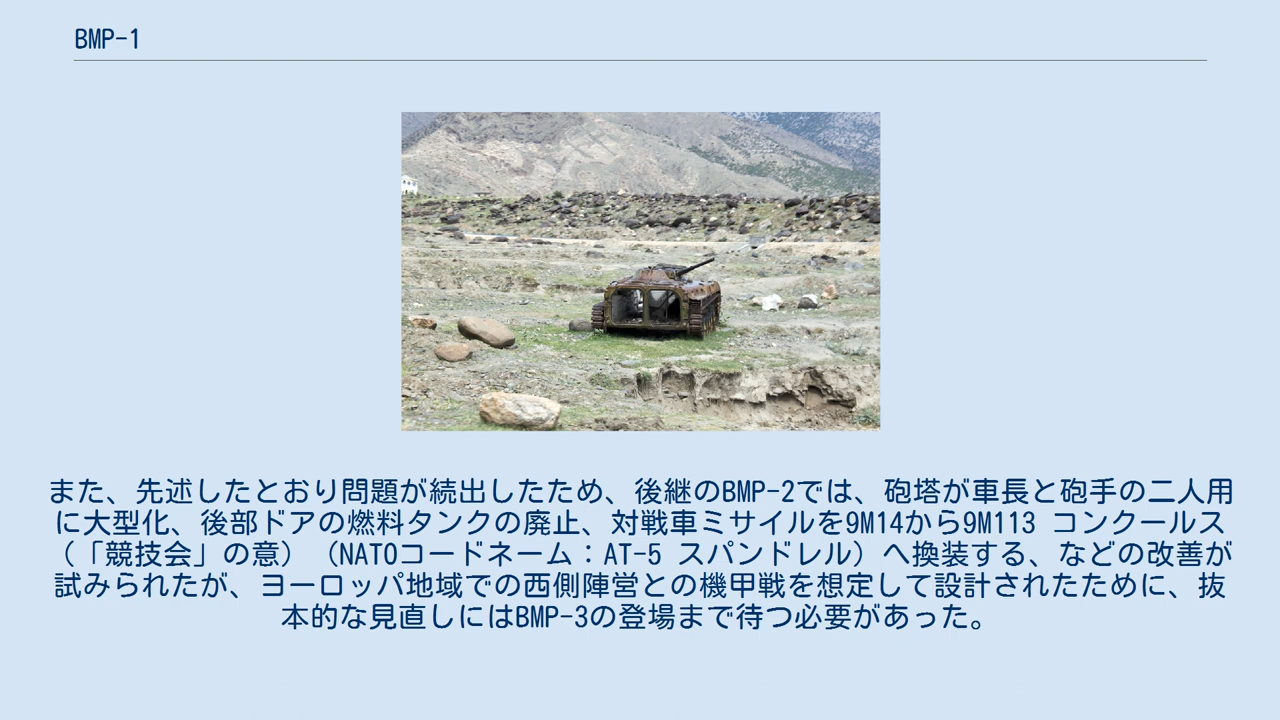 BMP-1
また、先述したとおり問題が続出したため、後継のBMP-2では、砲塔が車長と砲手の二人用
に大型化、後部ドアの燃料タンクの廃止、対戦車ミサイルを9M14から9M113 コンクールス
（「競技会」の意）（NATOコードネーム：AT-5 スパンドレル）へ換装する、などの改善が
試みられたが、ヨーロッパ地域での西側陣営との機甲戦を想定して設計されたために、抜
本的な見直しにはBMP-3の登場まで待つ必要があった。